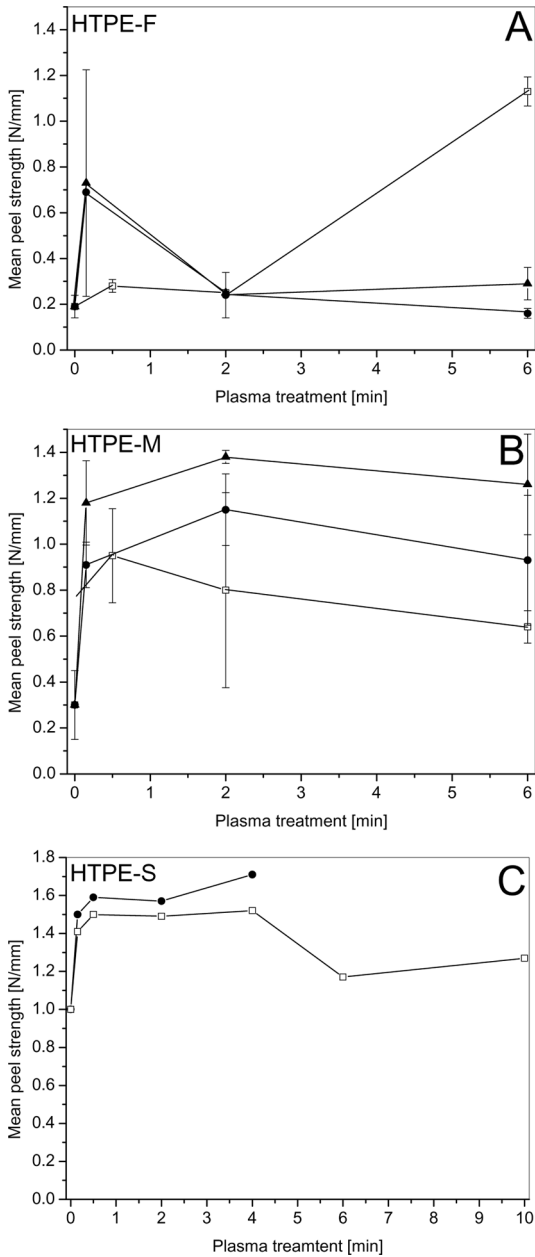 HTPE-F
A
Mean peel strength [N/mm]
1.4
1.2
1.0
0.8
0.6
0.4
0.2
0.0
0 1 2 3 4 5 6
Plasma treatment [min]
HTPE-M
B
Mean peel strength [N/mm]
1.4
1.2
1.0
0.8
0.6
0.4
0.2
0.0
0 1 2 3 4 5 6
Plasma treatment [min]
HTPE-S
C
Mean peel strength [N/mm]
1.8
1.6
1.4
1.2
1.0
0.8
0.6
0.4
0.2
0.0
0 1 2 3 4 5 6 7 8 9 10
Plasma treamtent [min]